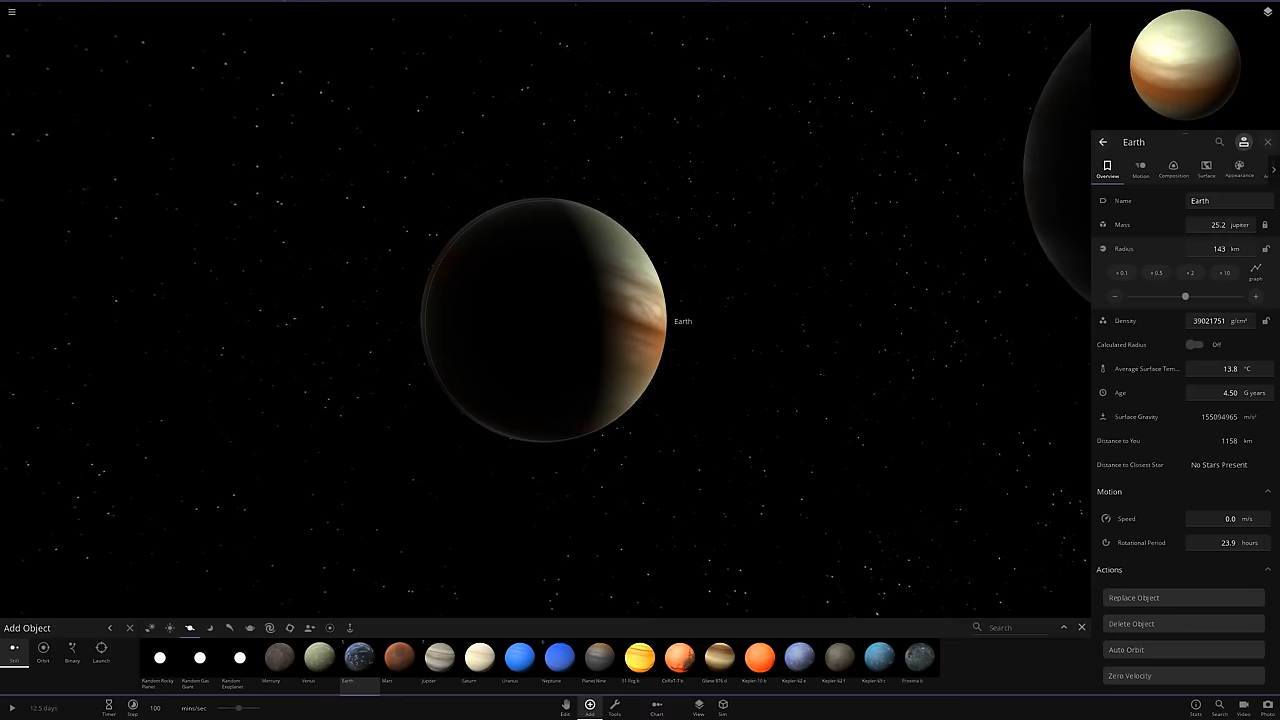 Earth
Overview Motion Composition Surface Appearance
Name Earth
Mass 25.2 jupiter
Radius 143 km
× 0.1 × 0.5 × 2 × 10 graph
Earth
Density 39021751 g/cm³
Calculated Radius Off
Average Surface Tem... 13.8 °C
Age 4.50 G years
Surface Gravity 155094965 m/s²
Distance to You 1158 km
Distance to Closest Star No Stars Present
Motion
Speed 0.0 m/s
Rotational Period 23.9 hours
Actions
Replace Object
Delete Object
Auto Orbit
Zero Velocity
Add Object
Search
Still Orbit Binary Launch
Random Rocky Planet
Random Gas Giant
Random Exoplanet
Mercury Venus Earth Mars Jupiter Saturn Uranus Neptune Planet Nine 51 Peg b CoRoT-7 b Gliese 876 d Kepler-10 b Kepler-62 e Kepler-62 f Kepler-69 c Proxima b
12.5 days Timer Step 100 mins/sec Edit Add Tools Chart View Sim Stats Search Video Photo